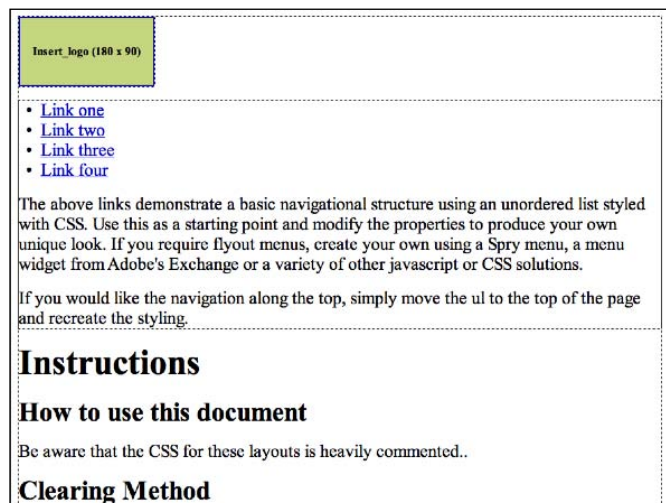 Insert_logo (180 x 90)
• Link one
• Link two
• Link three
• Link four
The above links demonstrate a basic navigational structure using an unordered list styled
with CSS. Use this as a starting point and modify the properties to produce your own
unique look. If you require flyout menus, create your own using a Spry menu, a menu
widget from Adobe's Exchange or a variety of other javascript or CSS solutions.
If you would like the navigation along the top, simply move the ul to the top of the page
and recreate the styling.
Instructions
How to use this document
Be aware that the CSS for these layouts is heavily commented..
Clearing Method